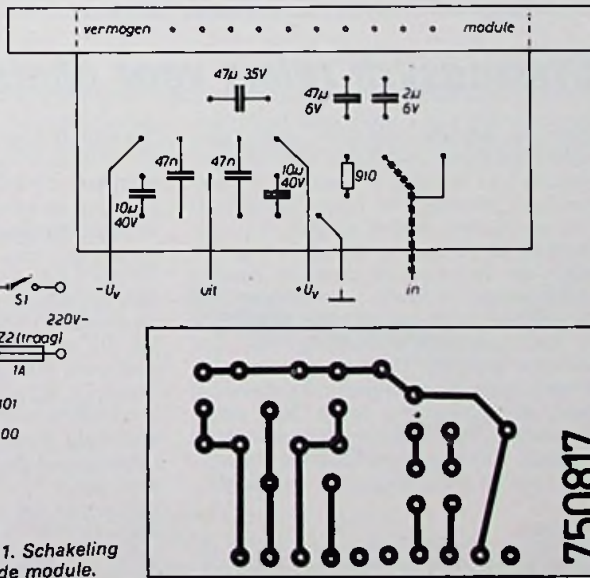 vermogen module
47µ 35V
47µ 6V
2µ 6V
47n
47n
10µ 40V
10µ 40V
910
-Uv uit +Uv in
S1
220V~
Z2 (traag)
1A
101
00
1. Schakeling
de module.
750817